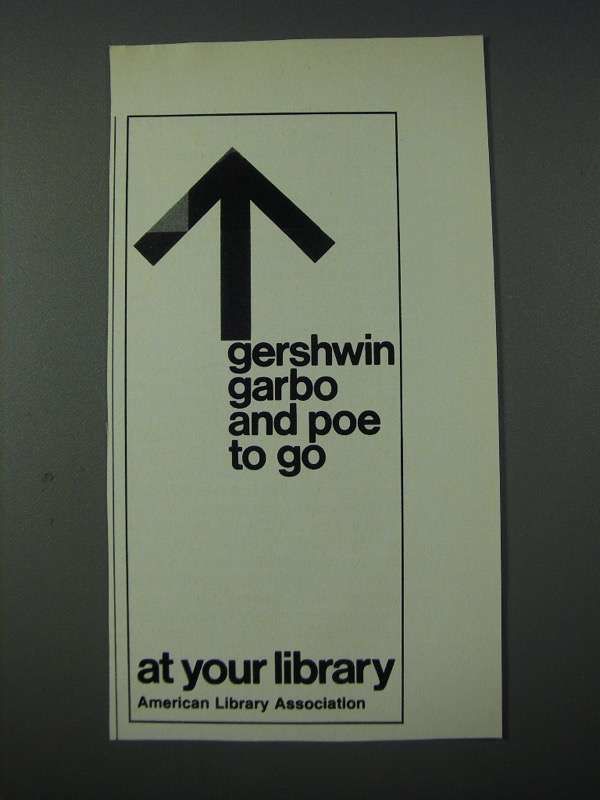 gershwin
garbo
and poe
to go
at your library
American Library Association